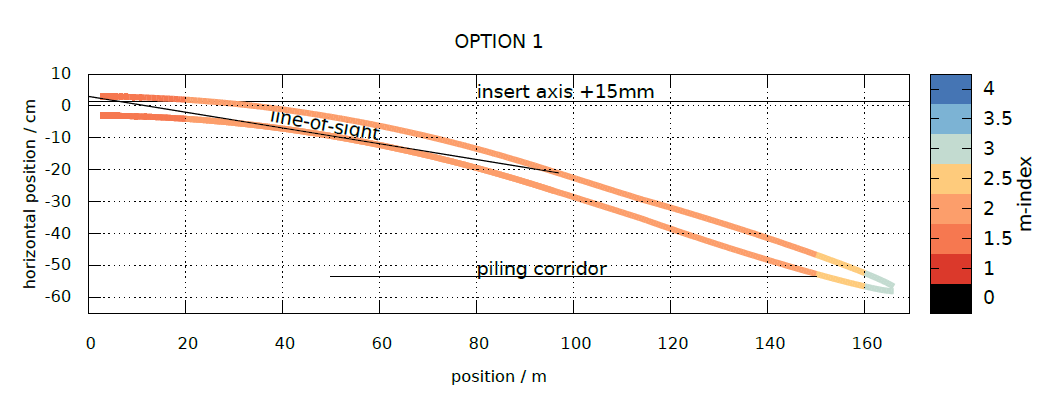 OPTION 1
10
0
-10
-20
-30
-40
-50
-60
horizontal position / cm
insert axis +15mm
line-of-sight
piling corridor
0 20 40 60 80 100 120 140 160
position / m
4
3.5
3
2.5
2
1.5
1
0
m-index